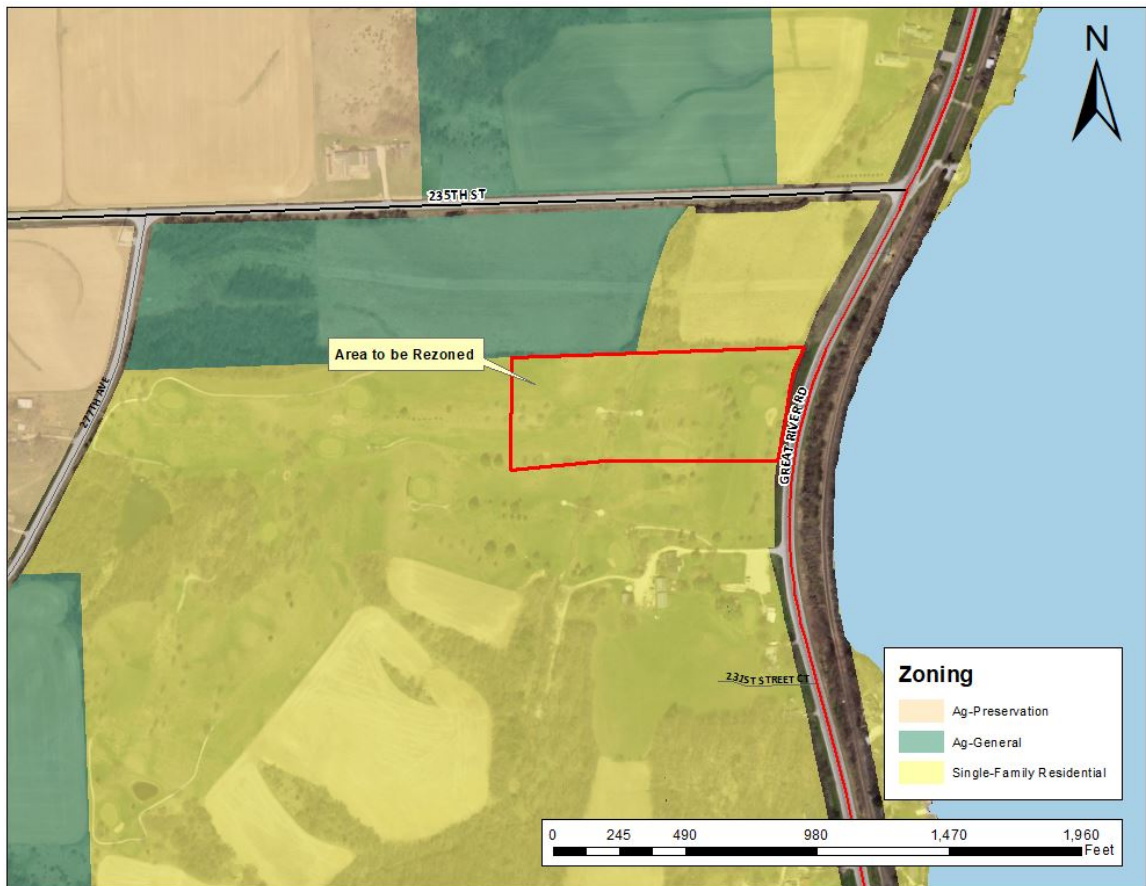 N
235TH ST
Area to be Rezoned
277TH AVE
GREAT RIVER RD
231ST STREET CT
Zoning
Ag-Preservation
Ag-General
Single-Family Residential
0 245 490 980 1,470 1,960
Feet